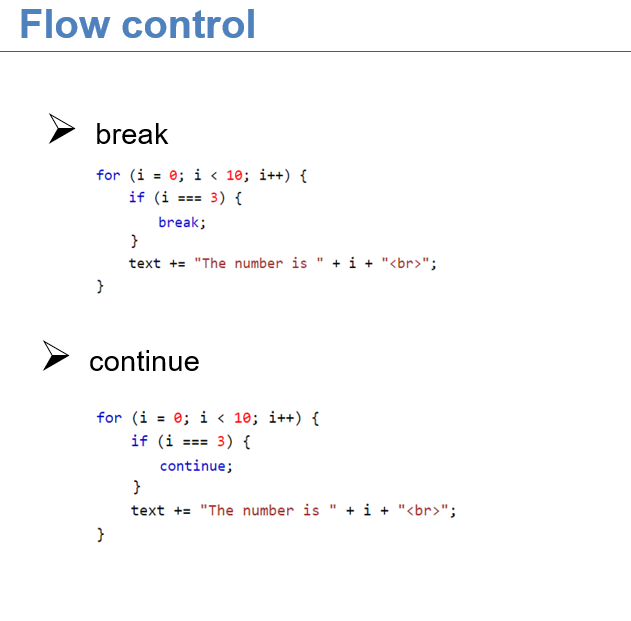 Flow control
break
for (i = 0; i < 10; i++) {
if (i === 3) {
break;
}
text += "The number is " + i + "<br>";
}
continue
for (i = 0; i < 10; i++) {
if (i === 3) {
continue;
}
text += "The number is " + i + "<br>";
}